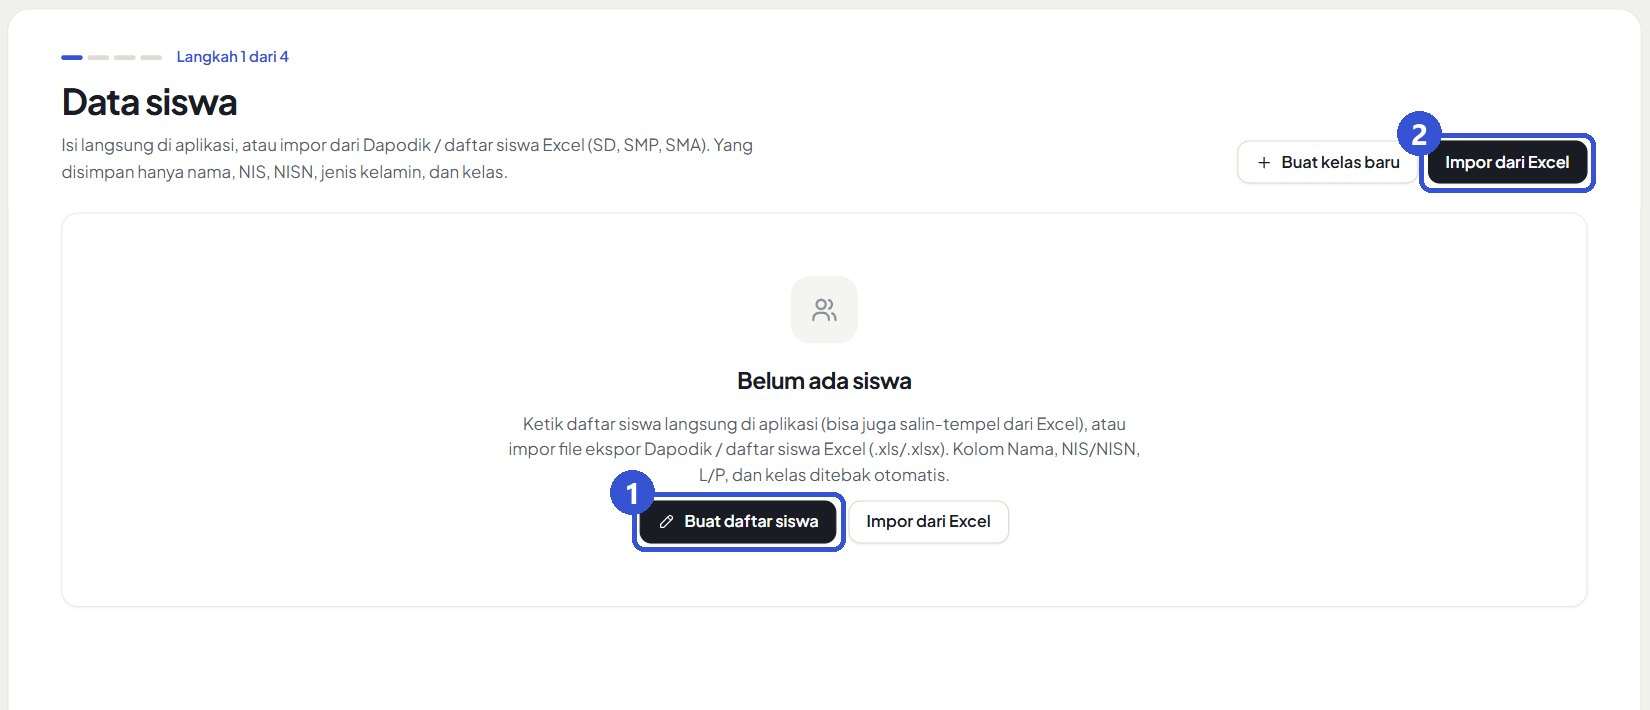 Langkah 1 dari 4
Data siswa
Isi langsung di aplikasi, atau impor dari Dapodik / daftar siswa Excel (SD, SMP, SMA). Yang
disimpan hanya nama, NIS, NISN, jenis kelamin, dan kelas.
+ Buat kelas baru
2
Impor dari Excel
Belum ada siswa
Ketik daftar siswa langsung di aplikasi (bisa juga salin-tempel dari Excel), atau
impor file ekspor Dapodik / daftar siswa Excel (.xls/.xlsx). Kolom Nama, NIS/NISN,
L/P, dan kelas ditebak otomatis.
1
Buat daftar siswa
Impor dari Excel